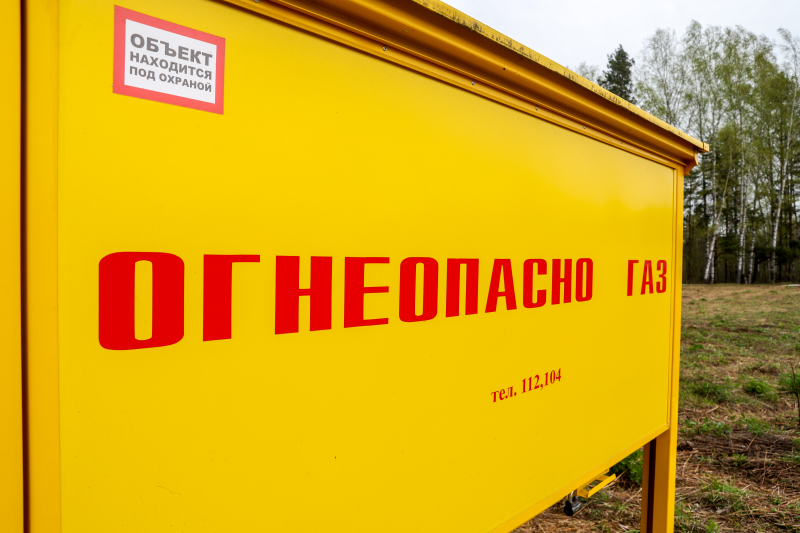 ОБЪЕКТ
НАХОДИТСЯ
ПОД ОХРАНОЙ
ОГНЕОПАСНО ГАЗ
тел. 112,104